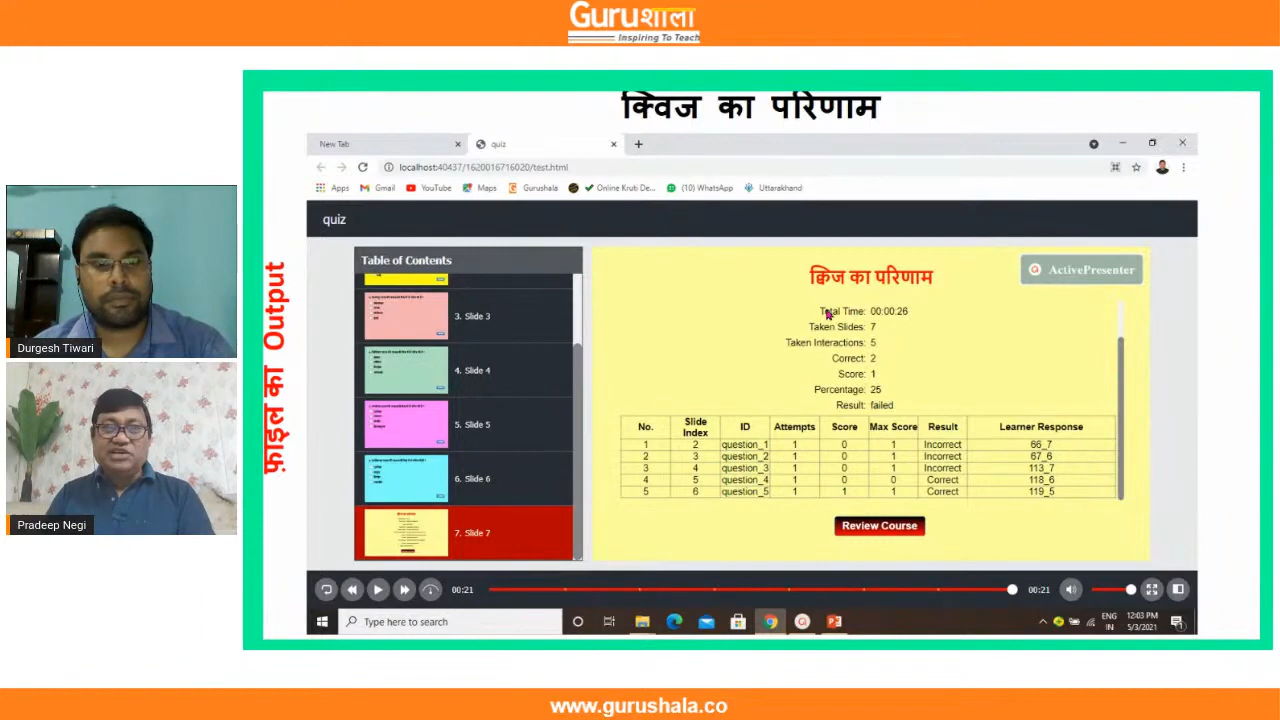 Guruशाला
Inspiring To Teach
क्विज का परिणाम
New Tab
quiz
localhost:40437/1620016716020/test.html
Apps
Gmail
YouTube
Maps
Gurushala
Online Kruti De...
(10) WhatsApp
Uttarakhand
quiz
Table of Contents
3. Slide 3
4. Slide 4
5. Slide 5
6. Slide 6
7. Slide 7
क्विज का परिणाम
ActivePresenter
Total Time: 00:00:26
Taken Slides: 7
Taken Interactions: 5
Correct: 2
Score: 1
Percentage: 25
Result: failed
No. Slide Index ID Attempts Score Max Score Result Learner Response
1 2 question_1 1 0 1 Incorrect 66_7
2 3 question_2 1 0 1 Incorrect 67_6
3 4 question_3 1 0 1 Incorrect 113_7
4 5 question_4 1 0 0 Correct 118_6
5 6 question_5 1 1 1 Correct 119_5
Review Course
00:21
00:21
Type here to search
ENG
IN
12:03 PM
5/3/2021
फ़ाइल का Output
Durgesh Tiwari
Pradeep Negi
www.gurushala.co